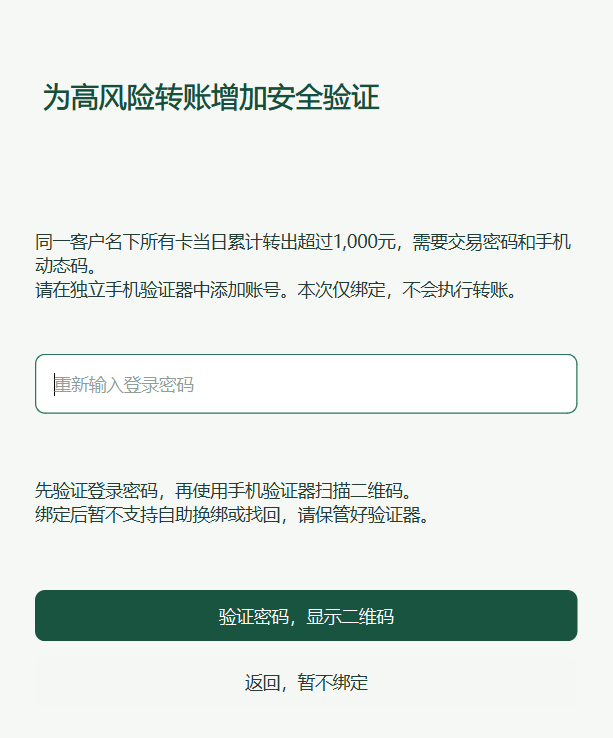 为高风险转账增加安全验证
同一客户名下所有卡当日累计转出超过1,000元，需要交易密码和手机
动态码。
请在独立手机验证器中添加账号。本次仅绑定，不会执行转账。
重新输入登录密码
先验证登录密码，再使用手机验证器扫描二维码。
绑定后暂不支持自助换绑或找回，请保管好验证器。
验证密码，显示二维码
返回，暂不绑定